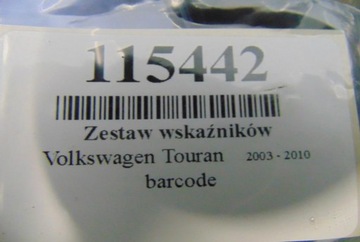 115442
Zestaw wskaźników
Volkswagen Touran 2003 - 2010
barcode